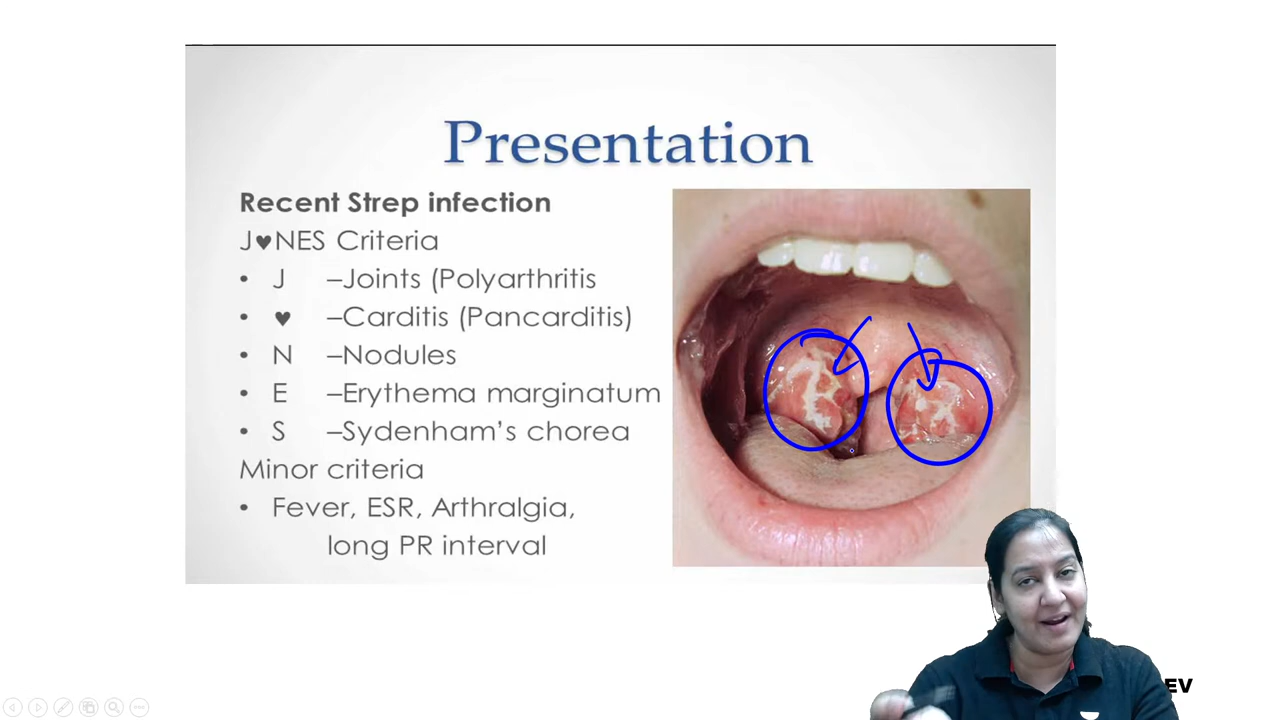 Presentation
Recent Strep infection
J♥NES Criteria
• J –Joints (Polyarthritis
• ♥ –Carditis (Pancarditis)
• N –Nodules
• E –Erythema marginatum
• S –Sydenham's chorea
Minor criteria
• Fever, ESR, Arthralgia,
long PR interval
EV